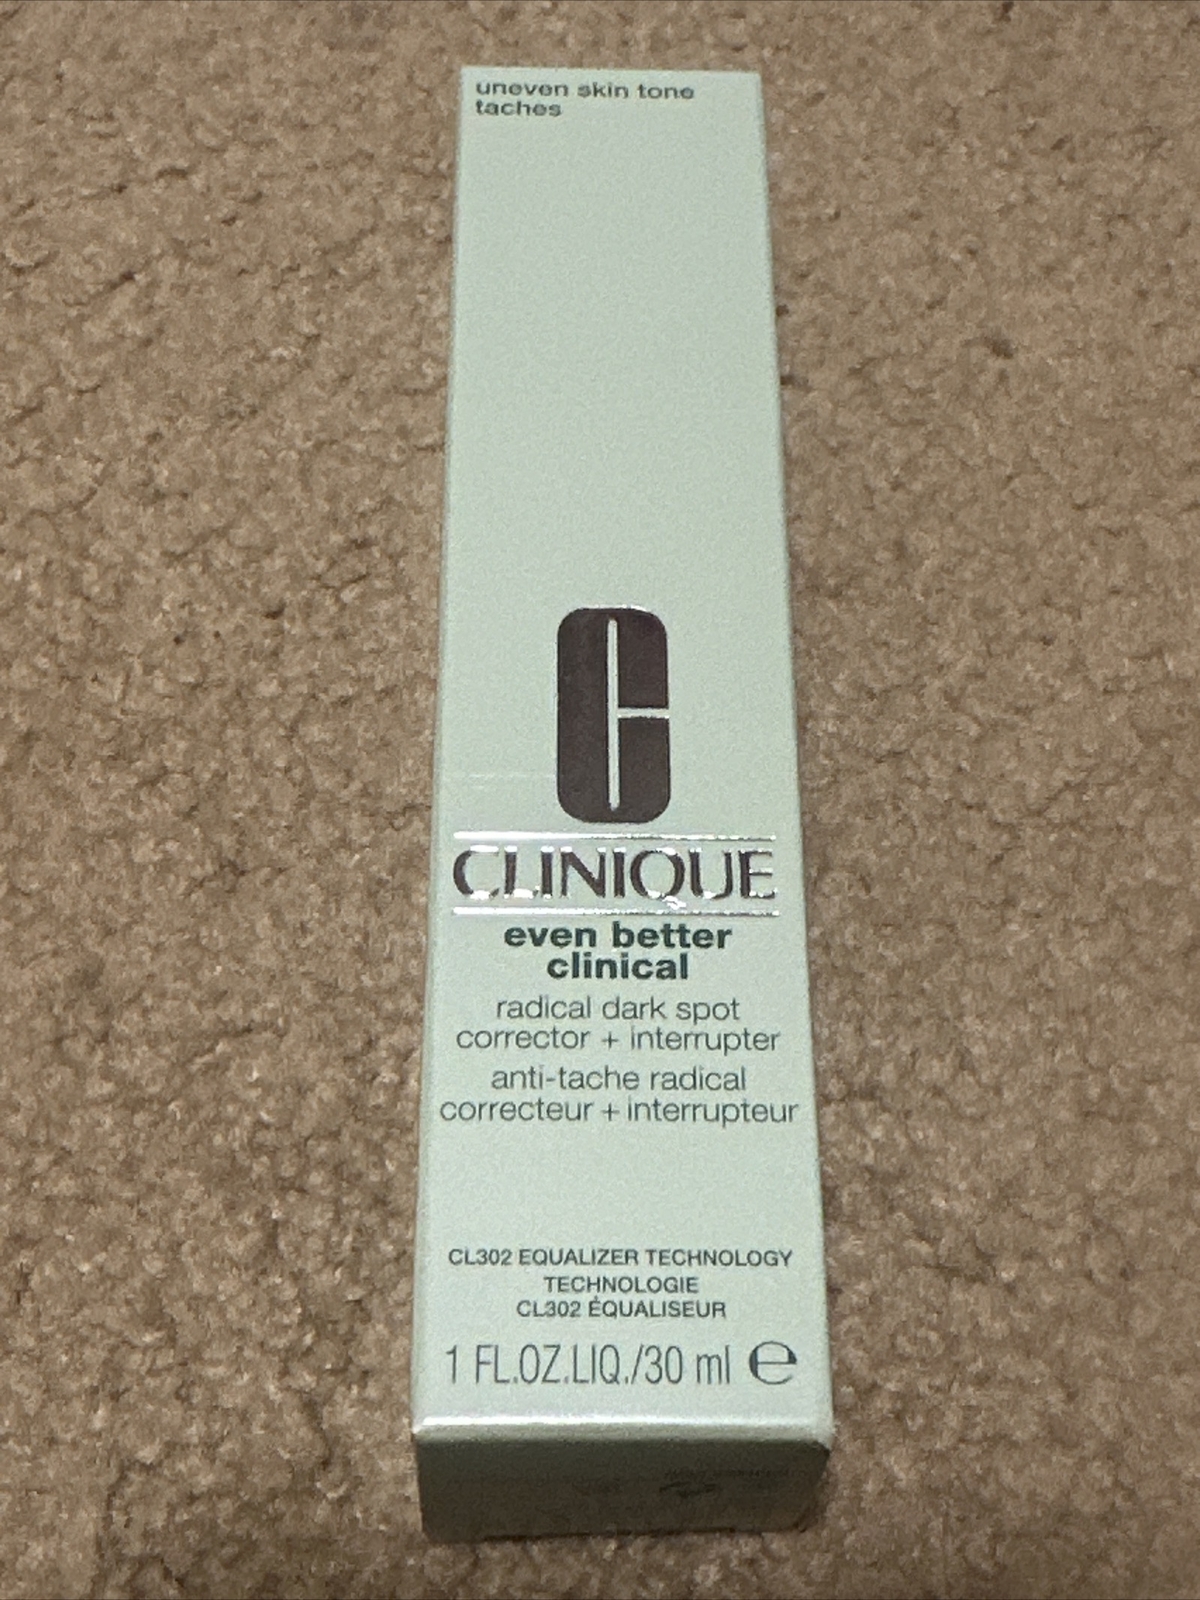 uneven skin tone
taches
C
CLINIQUE
even better
clinical
radical dark spot
corrector + interrupter
anti-tache radical
correcteur + interrupteur
CL302 EQUALIZER TECHNOLOGY
TECHNOLOGIE
CL302 ÉQUALISEUR
1 FL.OZ.LIQ./30 ml ℮